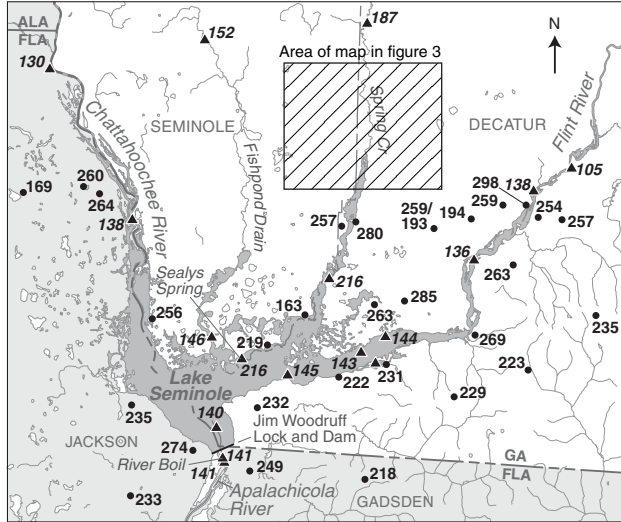 ALA
FLA
130
152
187
Area of map in figure 3
N
Chattahoochee River
SEMINOLE
Fishpond Drain
Spring Cr
DECATUR
Flint River
105
169
260
264
138
298
138
259
254
259/
193
194
257
257
280
136
263
Sealys
Spring
216
163
285
263
235
256
146
219
216
144
143
269
145
222
231
223
229
Lake
Seminole
235
232
140
Jim Woodruff
Lock and Dam
JACKSON
274
River Boil
141
141
249
GA
FLA
218
233
Apalachicola
River
GADSDEN